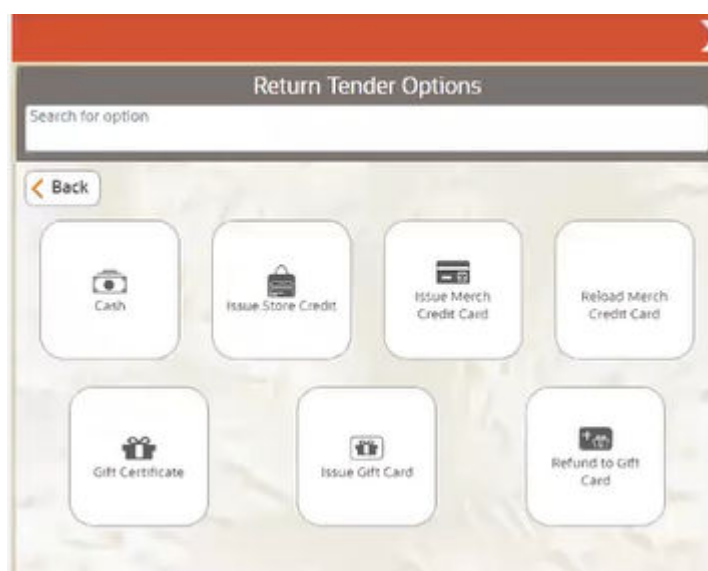 Return Tender Options
Search for option
Back
Cash
Issue Store Credit
Issue Merch
Credit Card
Reload Merch
Credit Card
Gift Certificate
Issue Gift Card
Refund to Gift
Card